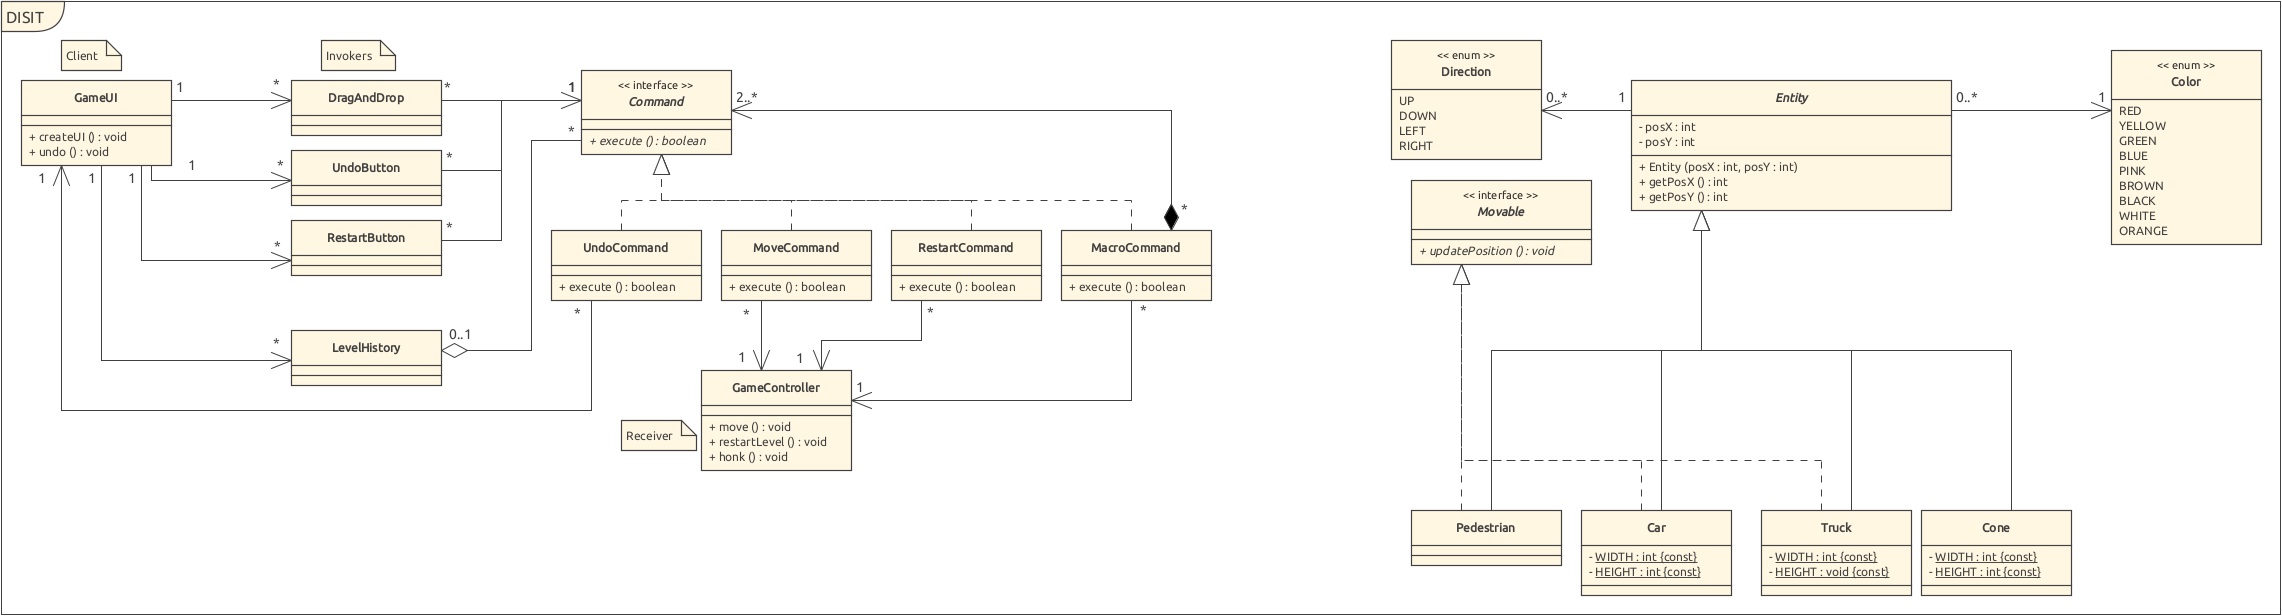 DISIT
Client
GameUI
+ createUI () : void
+ undo () : void
1
*
1
*
1
1
1
*
*
Invokers
DragAndDrop
*
UndoButton
*
RestartButton
*
LevelHistory
0..1
1
*
<< interface >>
Command
+ execute () : boolean
2..*
*
UndoCommand
+ execute () : boolean
*
MoveCommand
+ execute () : boolean
*
RestartCommand
+ execute () : boolean
*
MacroCommand
+ execute () : boolean
*
1
1
1
GameController
+ move () : void
+ restartLevel () : void
+ honk () : void
Receiver
<< enum >>
Direction
UP
DOWN
LEFT
RIGHT
0..*
1
Entity
- posX : int
- posY : int
+ Entity (posX : int, posY : int)
+ getPosX () : int
+ getPosY () : int
0..*
1
<< enum >>
Color
RED
YELLOW
GREEN
BLUE
PINK
BROWN
BLACK
WHITE
ORANGE
<< interface >>
Movable
+ updatePosition () : void
Pedestrian
Car
- WIDTH : int {const}
- HEIGHT : int {const}
Truck
- WIDTH : int {const}
- HEIGHT : void {const}
Cone
- WIDTH : int {const}
- HEIGHT : int {const}